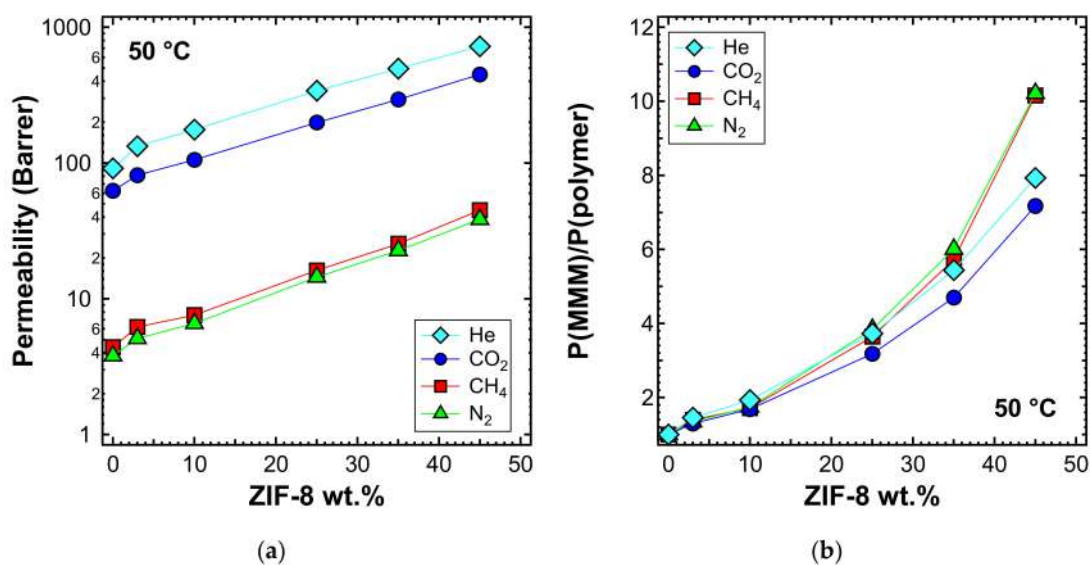 50 °C
Permeability (Barrer)
1000
6
4
2
100
6
4
2
10
6
4
2
1
He
CO₂
CH₄
N₂
0 10 20 30 40 50
ZIF-8 wt.%
(a)
P(MMM)/P(polymer)
12
10
8
6
4
2
He
CO₂
CH₄
N₂
50 °C
0 10 20 30 40 50
ZIF-8 wt.%
(b)